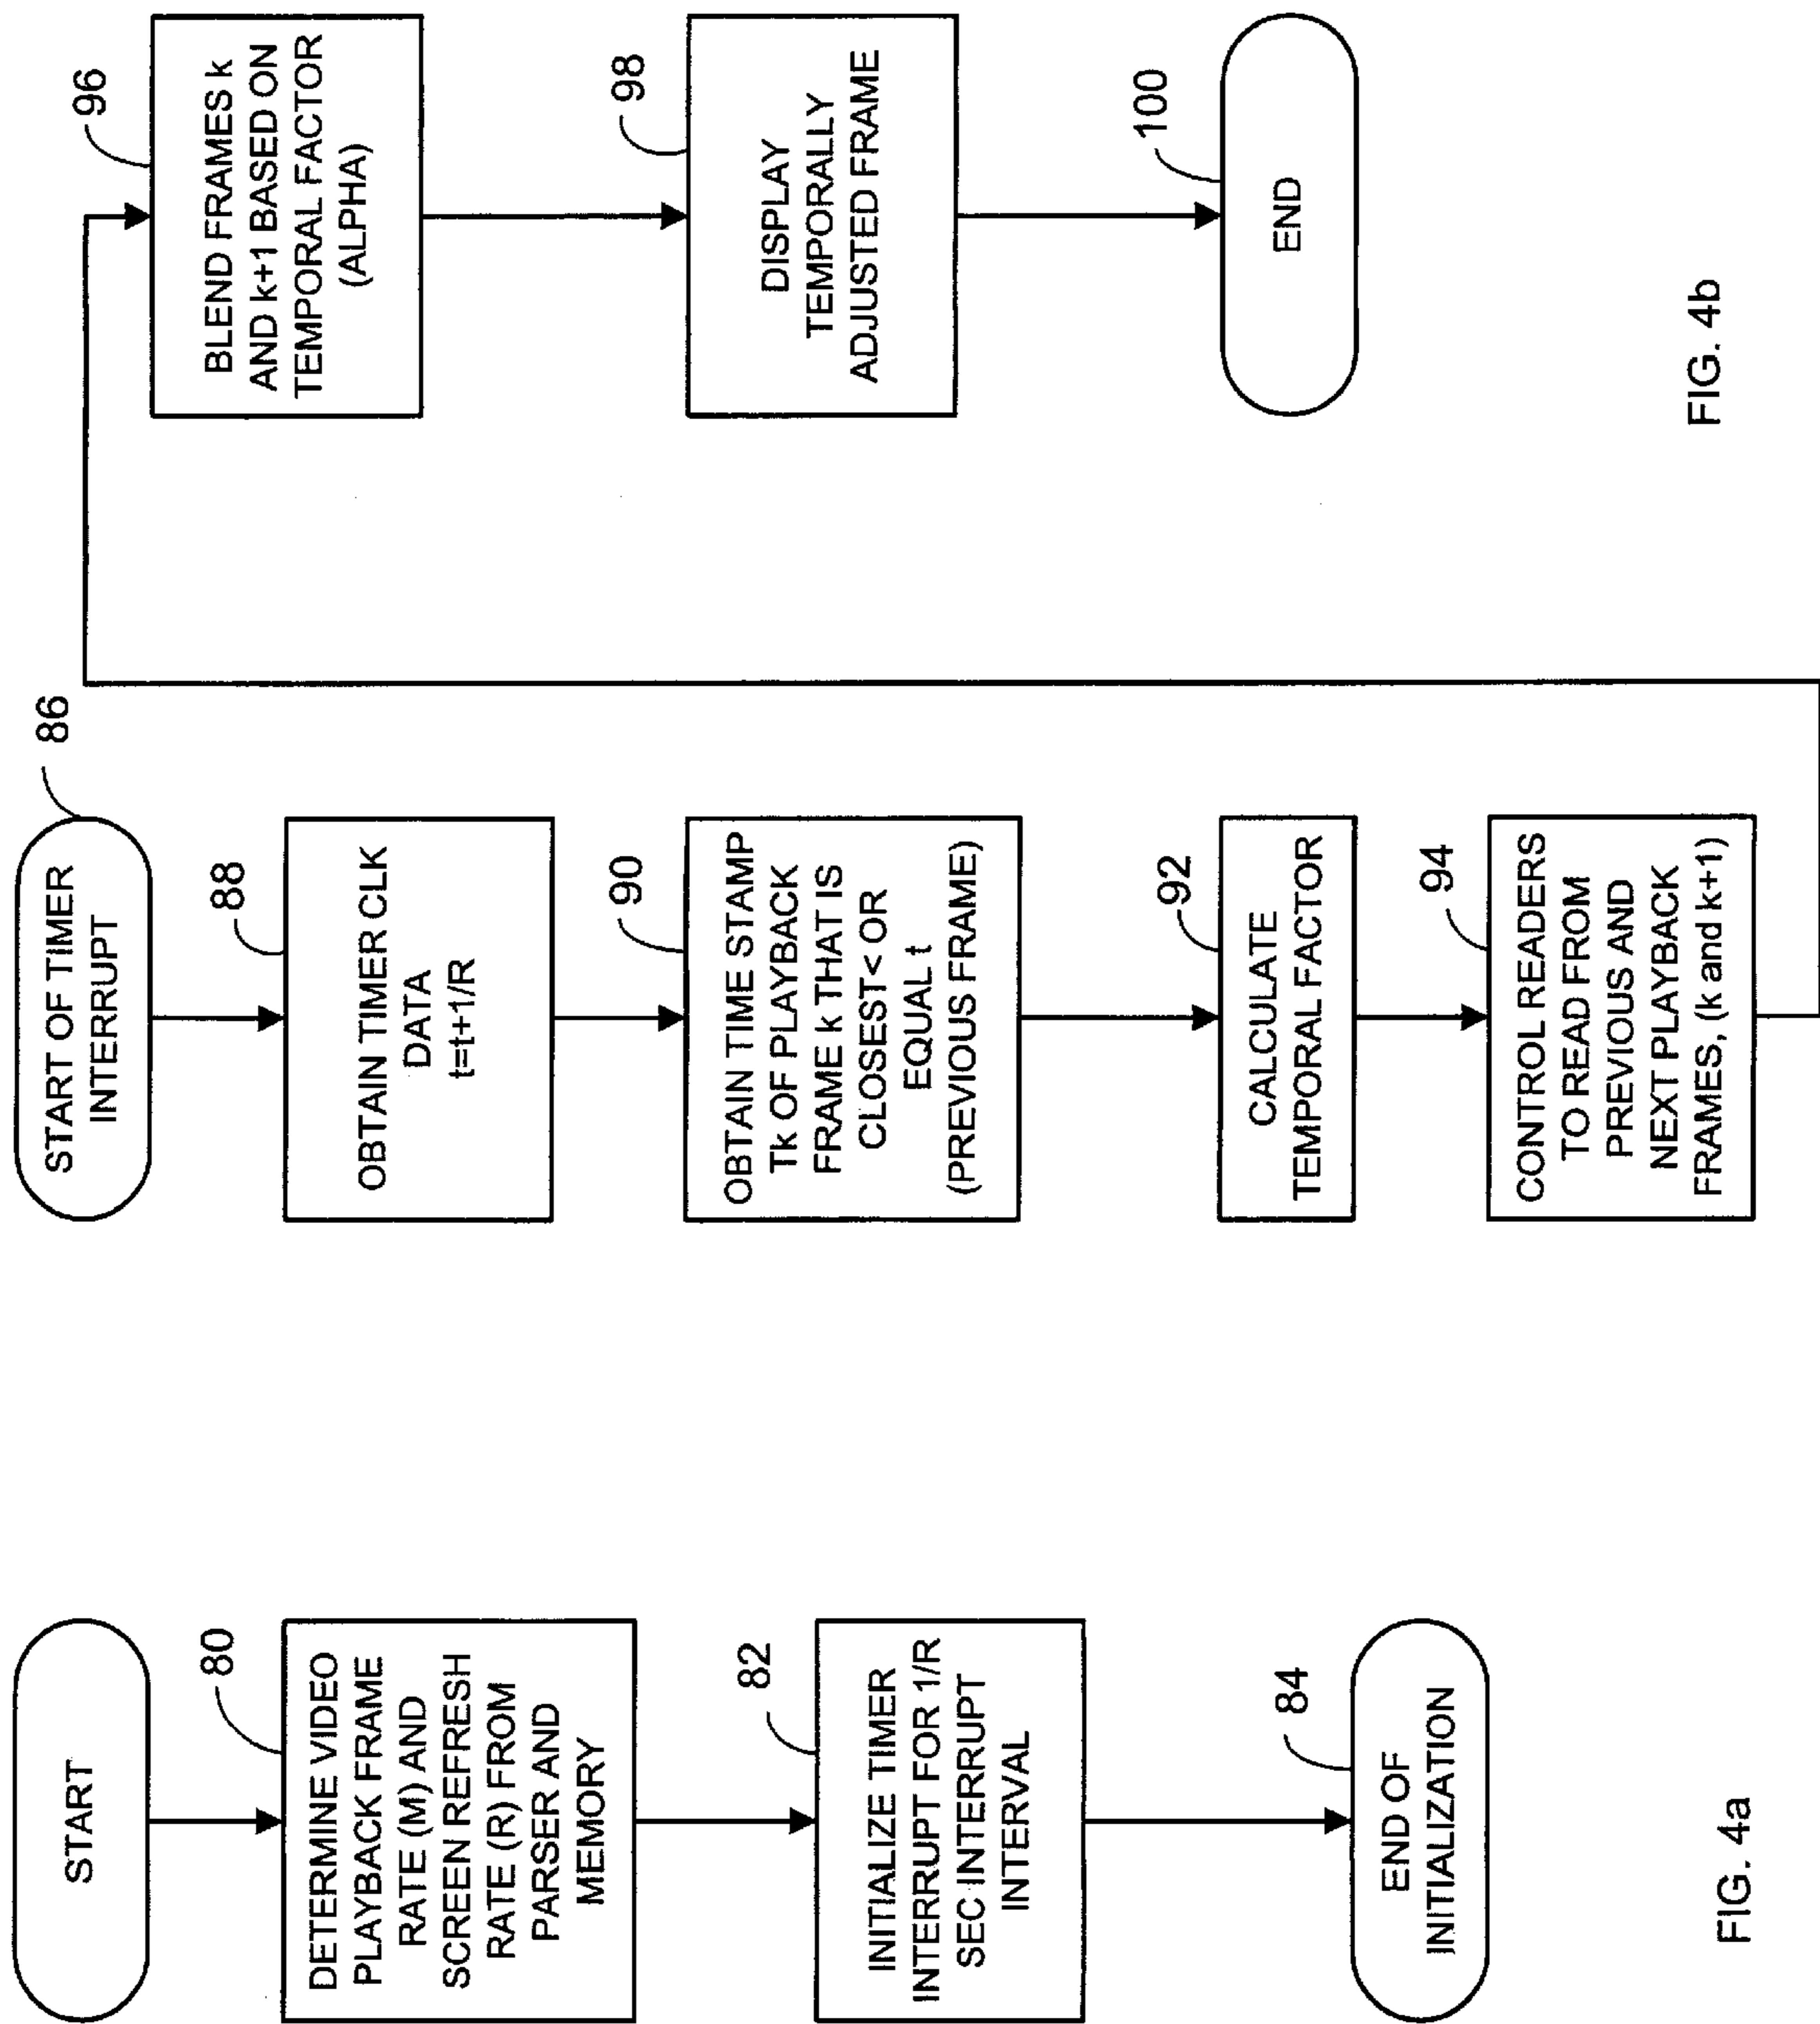 START
80
DETERMINE VIDEO
PLAYBACK FRAME
RATE (M) AND
SCREEN REFRESH
RATE (R) FROM
PARSER AND
MEMORY
82
INITIALIZE TIMER
INTERRUPT FOR 1/R
SEC INTERRUPT
INTERVAL
84
END OF
INITIALIZATION
FIG. 4a
86
START OF TIMER
INTERRUPT
88
OBTAIN TIMER CLK
DATA
t=t+1/R
90
OBTAIN TIME STAMP
Tk OF PLAYBACK
FRAME k THAT IS
CLOSEST< OR
EQUAL t
(PREVIOUS FRAME)
92
CALCULATE
TEMPORAL FACTOR
94
CONTROL READERS
TO READ FROM
PREVIOUS AND
NEXT PLAYBACK
FRAMES, (k and k+1)
96
BLEND FRAMES k
AND k+1 BASED ON
TEMPORAL FACTOR
(ALPHA)
98
DISPLAY
TEMPORALLY
ADJUSTED FRAME
100
END
FIG. 4b